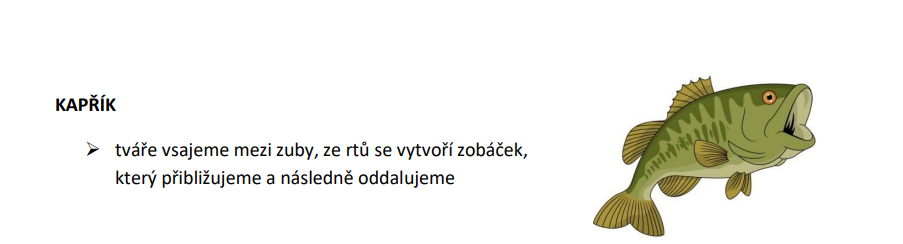 KAPŘÍK
➢ tváře vsajeme mezi zuby, ze rtů se vytvoří zobáček,
který přibližujeme a následně oddalujeme